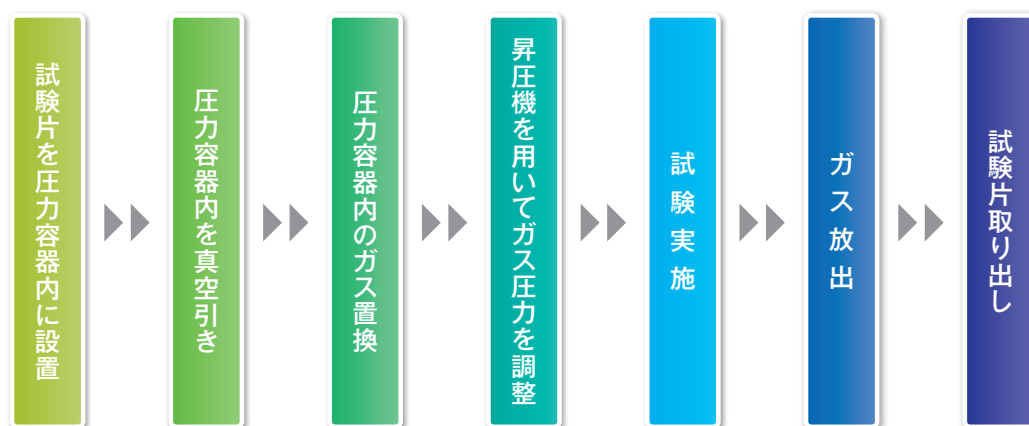 試験片を圧力容器内に設置
圧力容器内を真空引き
圧力容器内のガス置換
昇圧機を用いてガス圧力を調整
試験実施
ガス放出
試験片取り出し